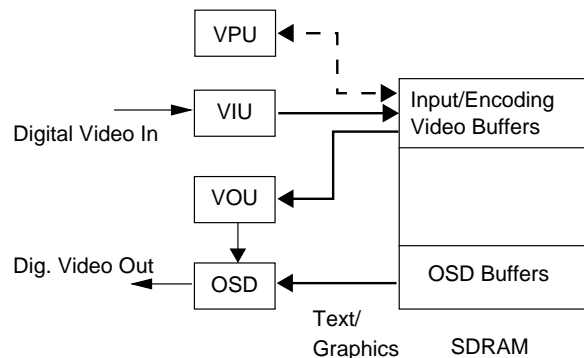 VPU
VIU
Input/Encoding
Video Buffers
Digital Video In
VOU
Dig. Video Out
OSD
OSD Buffers
Text/
Graphics
SDRAM